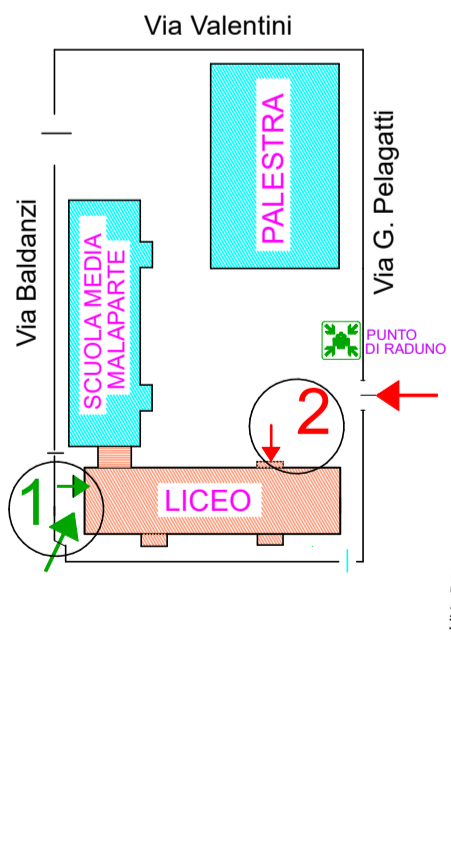 Via Valentini
PALESTRA
Via G. Pelagatti
Via Baldanzi
SCUOLA MEDIA
MALAPARTE
PUNTO
DI RADUNO
2
1
LICEO